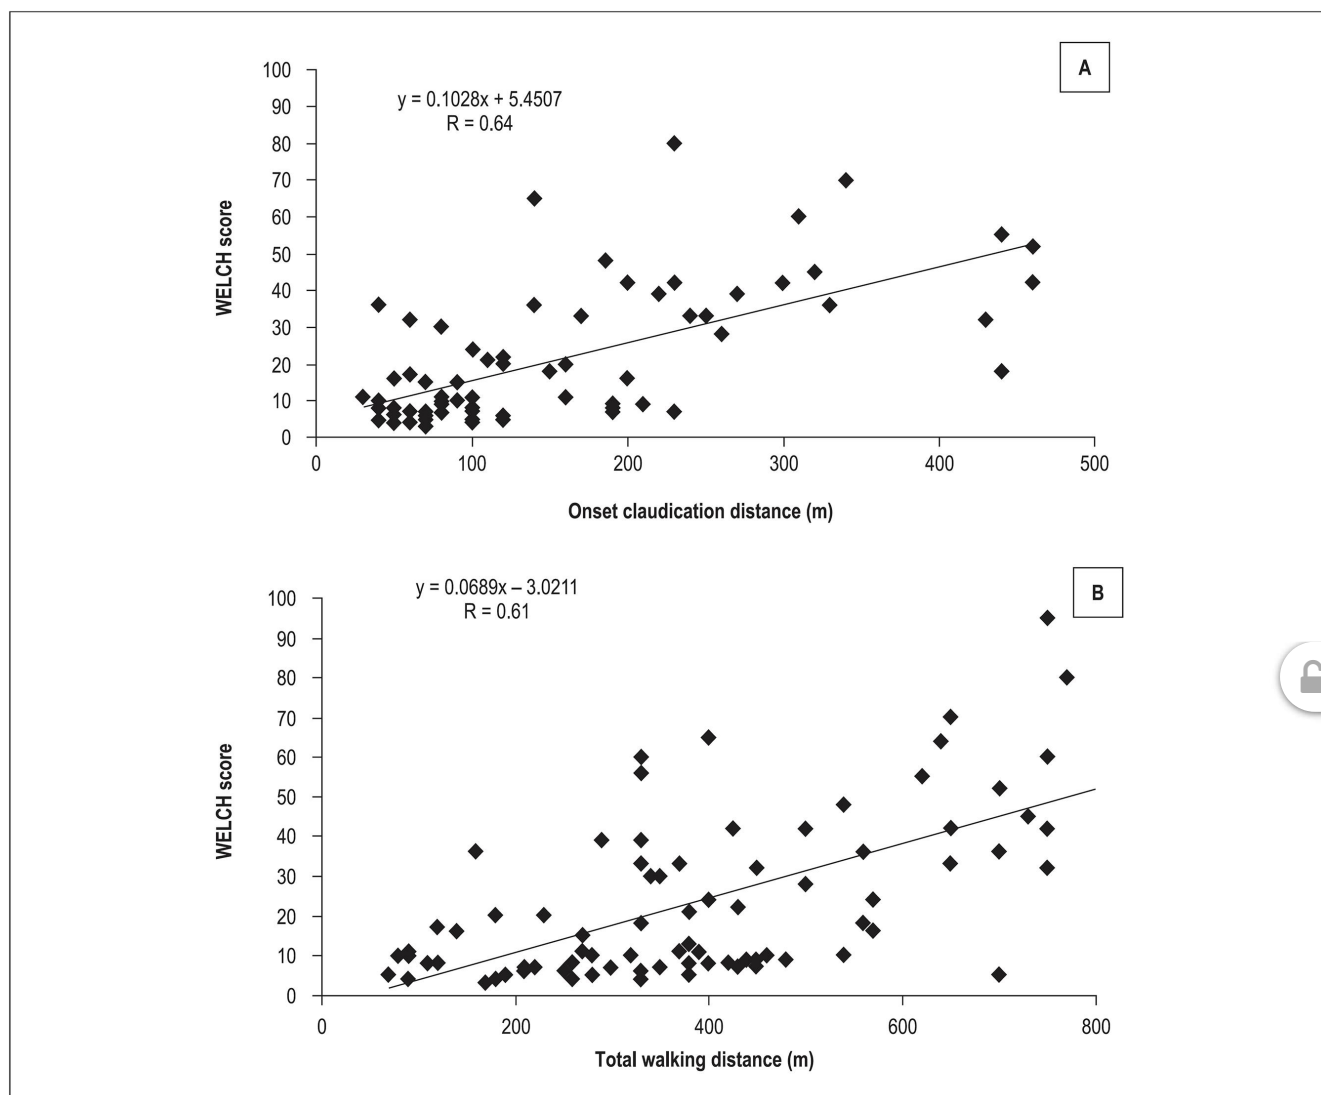 A
y = 0.1028x + 5.4507
R = 0.64
100
90
80
70
60
50
40
30
20
10
0
WELCH score
0 100 200 300 400 500
Onset claudication distance (m)
B
y = 0.0689x – 3.0211
R = 0.61
100
90
80
70
60
50
40
30
20
10
0
WELCH score
0 200 400 600 800
Total walking distance (m)